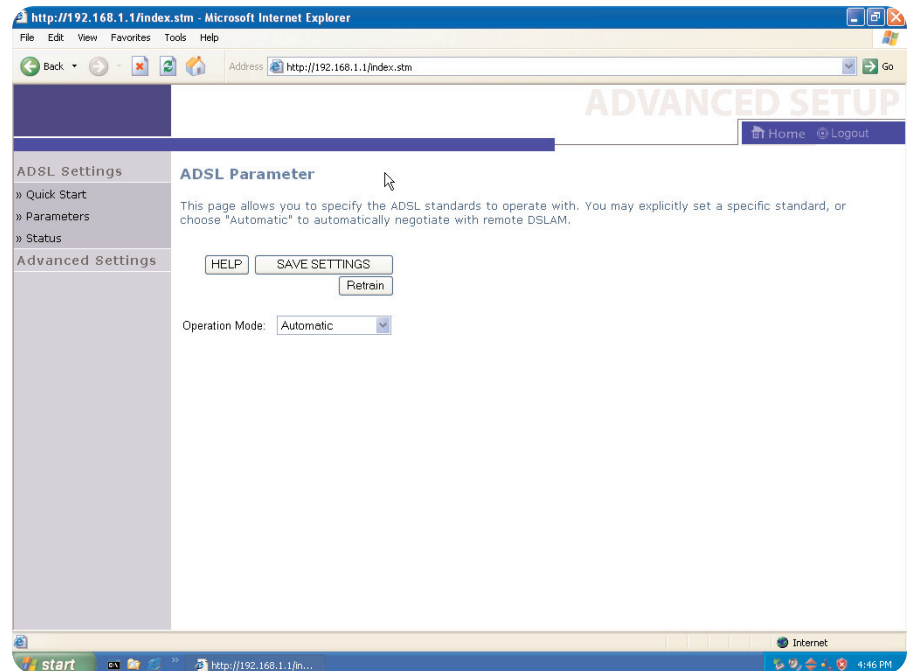 http://192.168.1.1/index.stm - Microsoft Internet Explorer
File Edit View Favorites Tools Help
Back Address http://192.168.1.1/index.stm Go
ADVANCED SETUP
Home Logout
ADSL Settings
» Quick Start
» Parameters
» Status
Advanced Settings
ADSL Parameter
This page allows you to specify the ADSL standards to operate with. You may explicitly set a specific standard, or
choose "Automatic" to automatically negotiate with remote DSLAM.
HELP SAVE SETTINGS
Retrain
Operation Mode: Automatic
Internet
start » http://192.168.1.1/in... 4:46 PM